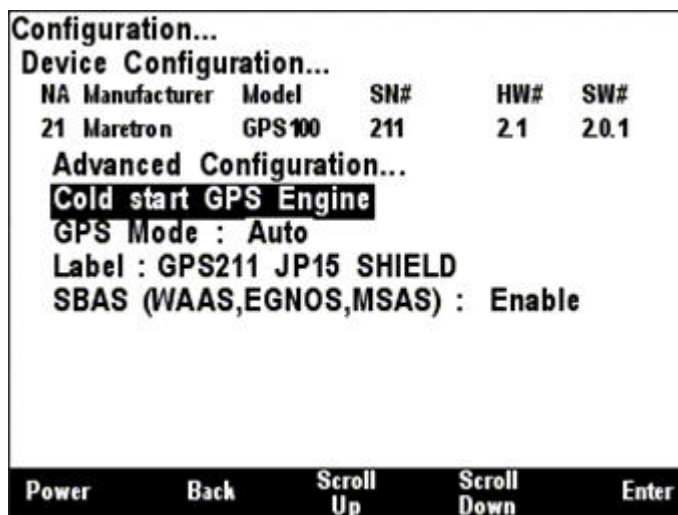 Configuration...
Device Configuration...
NA Manufacturer Model SN# HW# SW#
21 Maretron GPS100 211 2.1 2.0.1
Advanced Configuration...
Cold start GPS Engine
GPS Mode : Auto
Label : GPS211 JP15 SHIELD
SBAS (WAAS,EGNOS,MSAS) : Enable
Power Back Scroll Up Scroll Down Enter